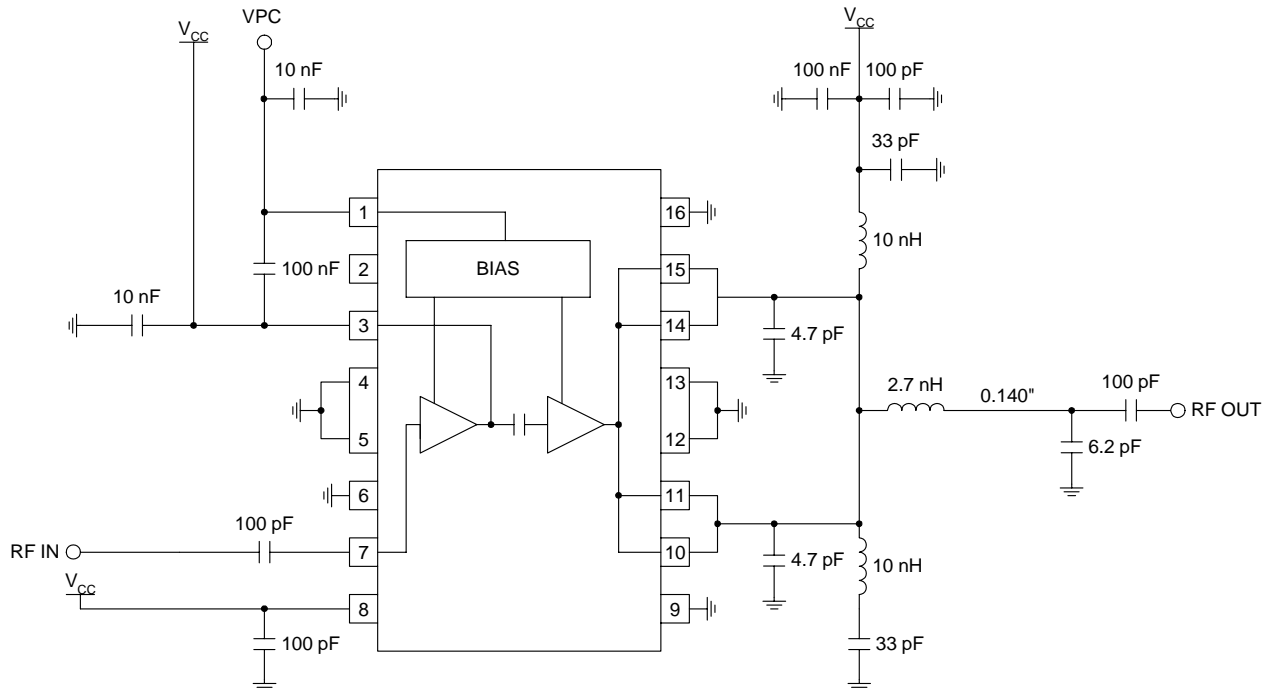 VPC
V_CC
V_CC
10 nF
100 nF
100 pF
33 pF
1
16
10 nH
100 nF
2
BIAS
15
10 nF
3
14
4.7 pF
4
13
2.7 nH
0.140"
100 pF
RF OUT
5
12
6.2 pF
6
11
100 pF
RF IN
7
10
4.7 pF
10 nH
V_CC
8
9
100 pF
33 pF